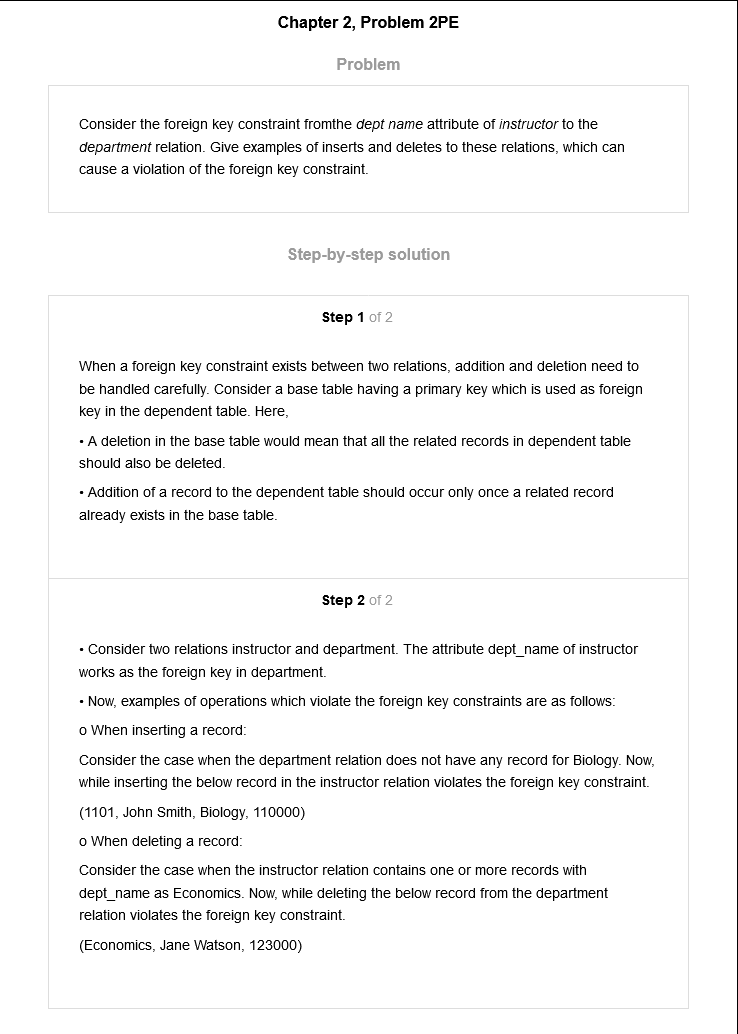 Chapter 2, Problem 2PE
Problem
Consider the foreign key constraint fromthe dept name attribute of instructor to the
department relation. Give examples of inserts and deletes to these relations, which can
cause a violation of the foreign key constraint.
Step-by-step solution
Step 1 of 2
When a foreign key constraint exists between two relations, addition and deletion need to
be handled carefully. Consider a base table having a primary key which is used as foreign
key in the dependent table. Here,
• A deletion in the base table would mean that all the related records in dependent table
should also be deleted.
• Addition of a record to the dependent table should occur only once a related record
already exists in the base table.
Step 2 of 2
• Consider two relations instructor and department. The attribute dept_name of instructor
works as the foreign key in department.
• Now, examples of operations which violate the foreign key constraints are as follows:
o When inserting a record:
Consider the case when the department relation does not have any record for Biology. Now,
while inserting the below record in the instructor relation violates the foreign key constraint.
(1101, John Smith, Biology, 110000)
o When deleting a record:
Consider the case when the instructor relation contains one or more records with
dept_name as Economics. Now, while deleting the below record from the department
relation violates the foreign key constraint.
(Economics, Jane Watson, 123000)